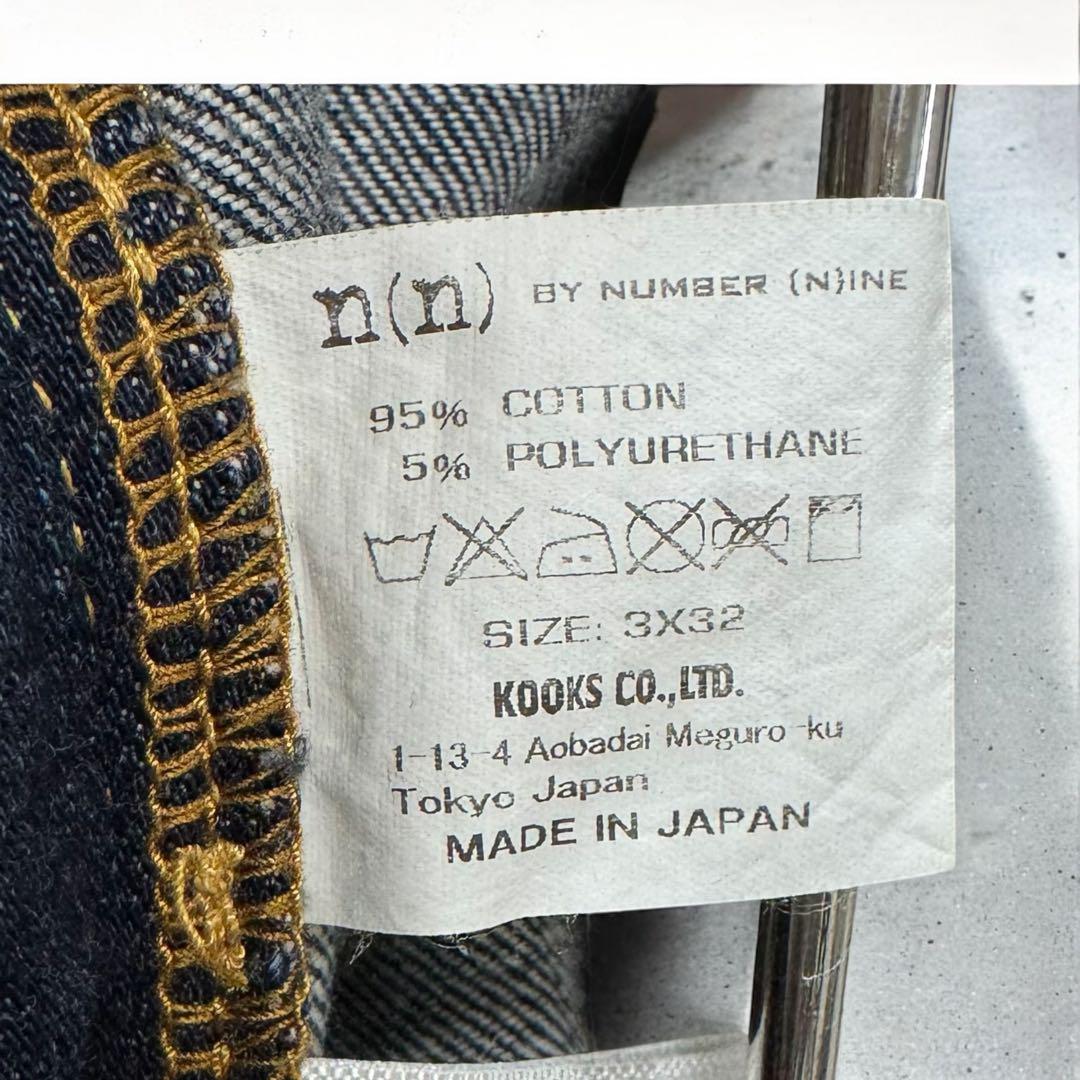 n(n) BY NUMBER (N)INE
95% COTTON
5% POLYURETHANE
SIZE: 3X32
KOOKS CO.,LTD.
1-13-4 Aobadai Meguro-ku
Tokyo Japan
MADE IN JAPAN